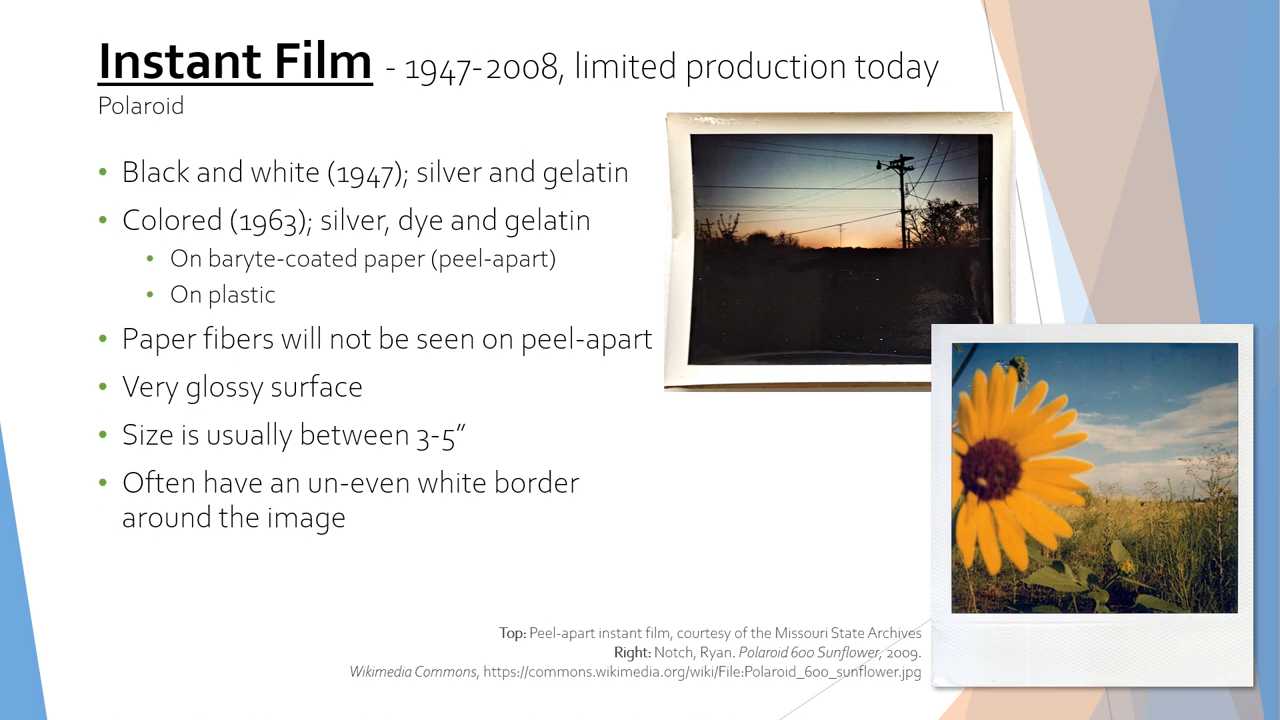 Instant Film - 1947-2008, limited production today
Polaroid
• Black and white (1947); silver and gelatin
• Colored (1963); silver, dye and gelatin
• On baryte-coated paper (peel-apart)
• On plastic
• Paper fibers will not be seen on peel-apart
• Very glossy surface
• Size is usually between 3-5”
• Often have an un-even white border
around the image
Top: Peel-apart instant film, courtesy of the Missouri State Archives
Right: Notch, Ryan. Polaroid 600 Sunflower, 2009.
Wikimedia Commons, https://commons.wikimedia.org/wiki/File:Polaroid_600_sunflower.jpg